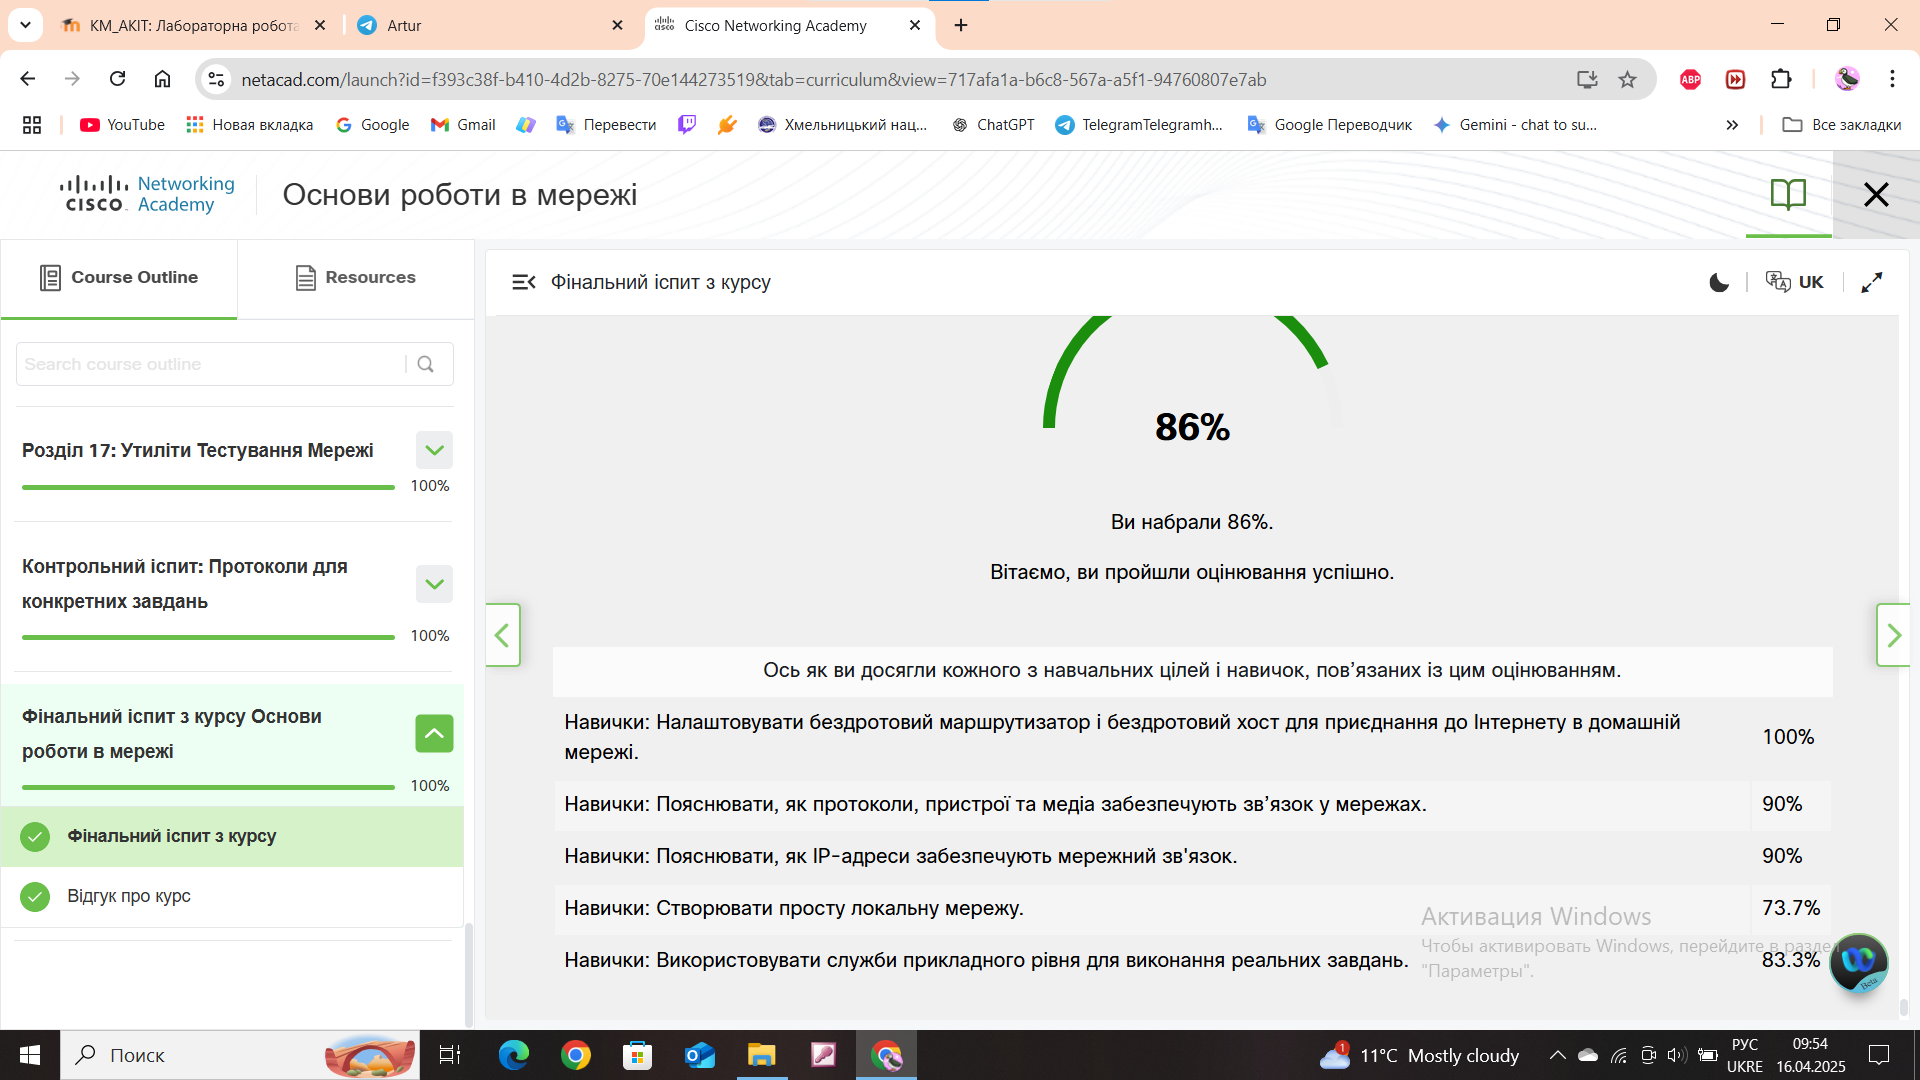 KM_AKIT: Лабораторна робота
Artur
Cisco Networking Academy
netacad.com/launch?id=f393c38f-b410-4d2b-8275-70e144273519&tab=curriculum&view=717afa1a-b6c8-567a-a5f1-94760807e7ab
ABP
YouTube
Новая вкладка
Google
Gmail
Перевести
Хмельницький нац...
ChatGPT
TelegramTelegramh...
Google Переводчик
Gemini - chat to su...
Все закладки
CISCO
Networking
Academy
Основи роботи в мережі
Course Outline
Resources
Search course outline
Розділ 17: Утиліти Тестування Мережі
100%
Контрольний іспит: Протоколи для
конкретних завдань
100%
Фінальний іспит з курсу Основи
роботи в мережі
100%
Фінальний іспит з курсу
Відгук про курс
Фінальний іспит з курсу
UK
86%
Ви набрали 86%.
Вітаємо, ви пройшли оцінювання успішно.
Ось як ви досягли кожного з навчальних цілей і навичок, пов’язаних із цим оцінюванням.
Навички: Налаштовувати бездротовий маршрутизатор і бездротовий хост для приєднання до Інтернету в домашній
мережі.
100%
Навички: Пояснювати, як протоколи, пристрої та медіа забезпечують зв’язок у мережах.
90%
Навички: Пояснювати, як IP-адреси забезпечують мережний зв'язок.
90%
Навички: Створювати просту локальну мережу.
73.7%
Навички: Використовувати служби прикладного рівня для виконання реальних завдань.
83.3%
Активация Windows
Чтобы активировать Windows, перейдите в раздел
"Параметры".
Beta
Поиск
1
11°C Mostly cloudy
РУС
UKRE
09:54
16.04.2025